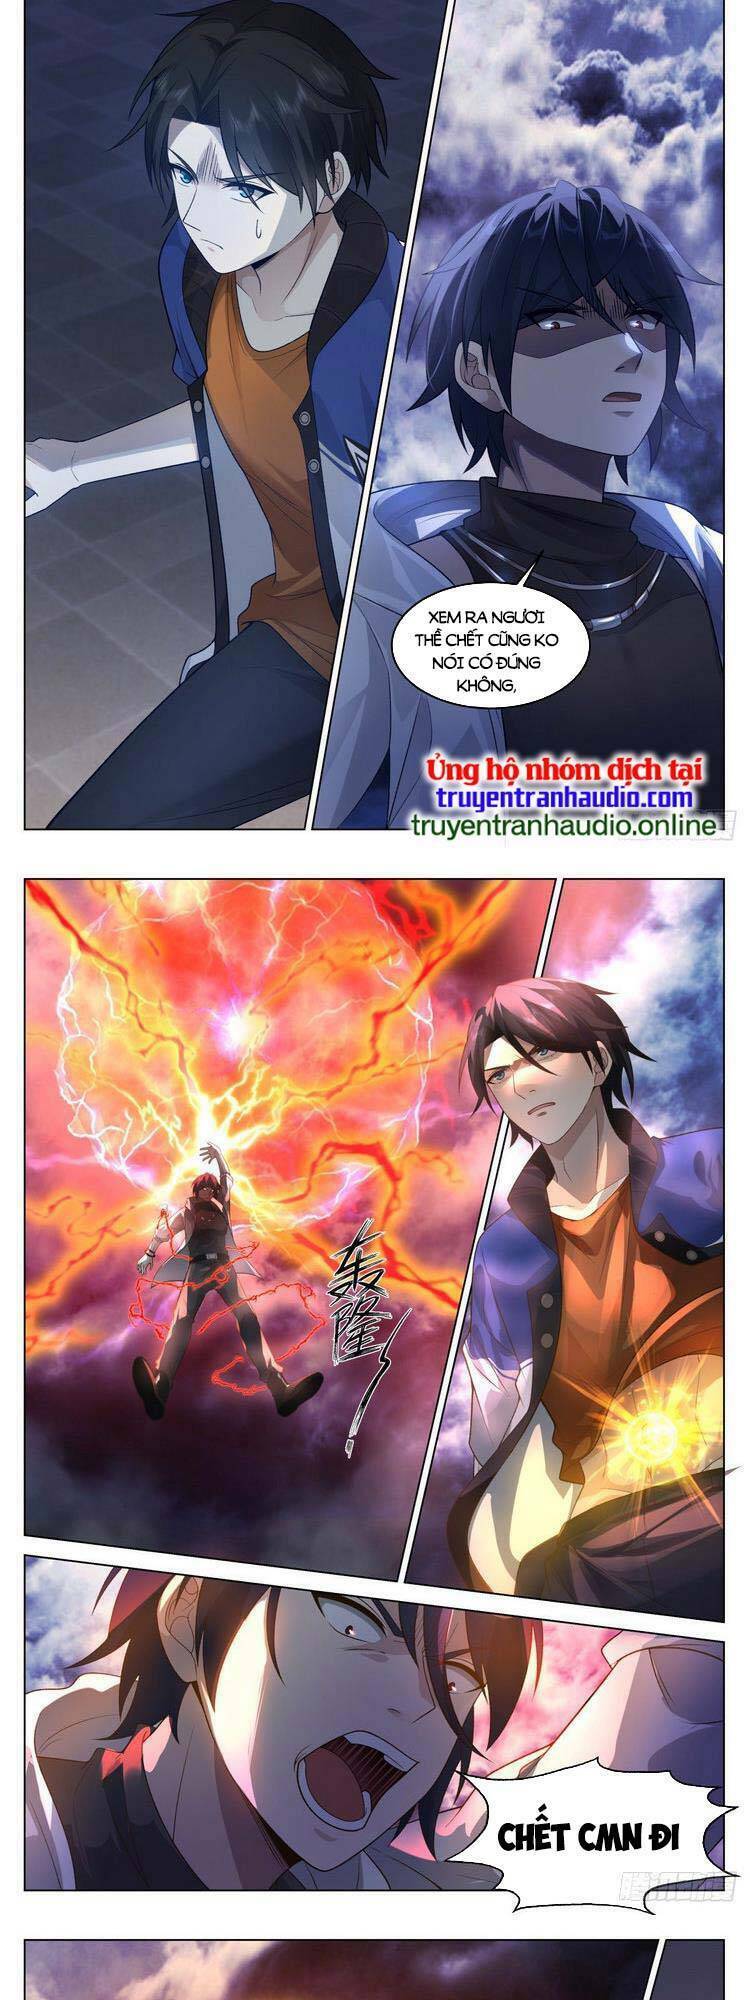 XEM RA NGƯƠI
THỀ CHẾT CŨNG KO
NÓI CÓ ĐÚNG
KHÔNG,
Ủng hộ nhóm dịch tại
truyentranhaudio.com
truyentranhaudio.online
轰
隆
CHẾT CMN ĐI